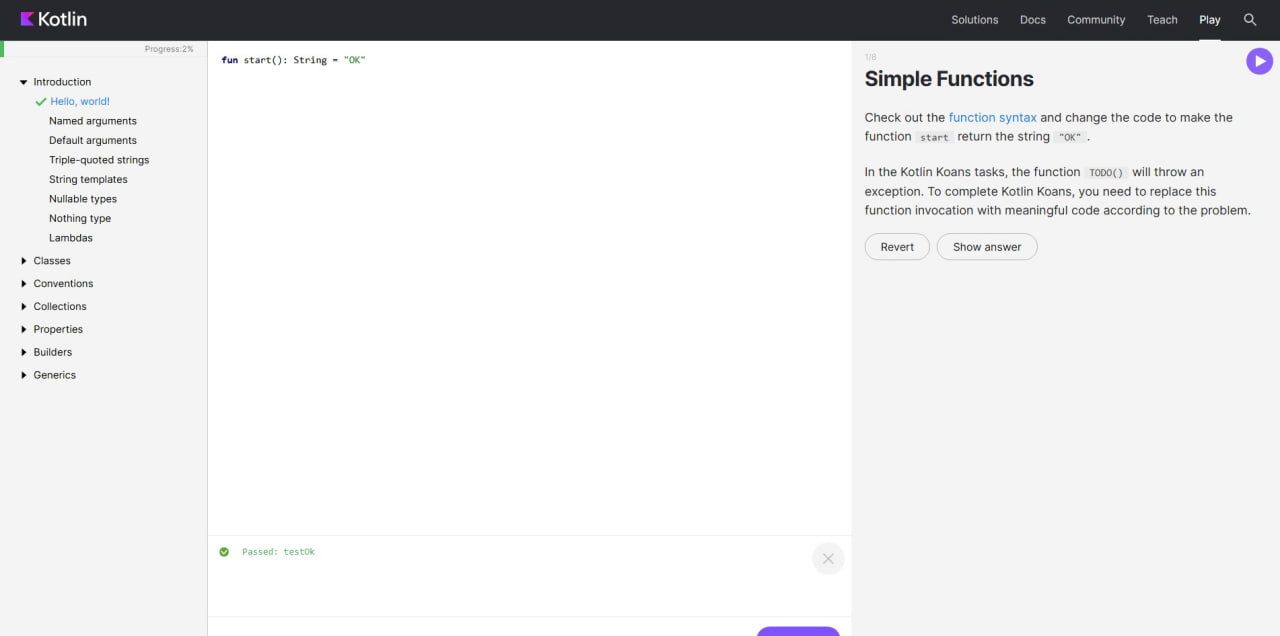 Kotlin
Solutions Docs Community Teach Play
Progress:2%
Introduction
Hello, world!
Named arguments
Default arguments
Triple-quoted strings
String templates
Nullable types
Nothing type
Lambdas
Classes
Conventions
Collections
Properties
Builders
Generics
fun start(): String = "OK"
Passed: testOk
1/8
Simple Functions
Check out the function syntax and change the code to make the
function start return the string "OK" .
In the Kotlin Koans tasks, the function TODO() will throw an
exception. To complete Kotlin Koans, you need to replace this
function invocation with meaningful code according to the problem.
Revert Show answer